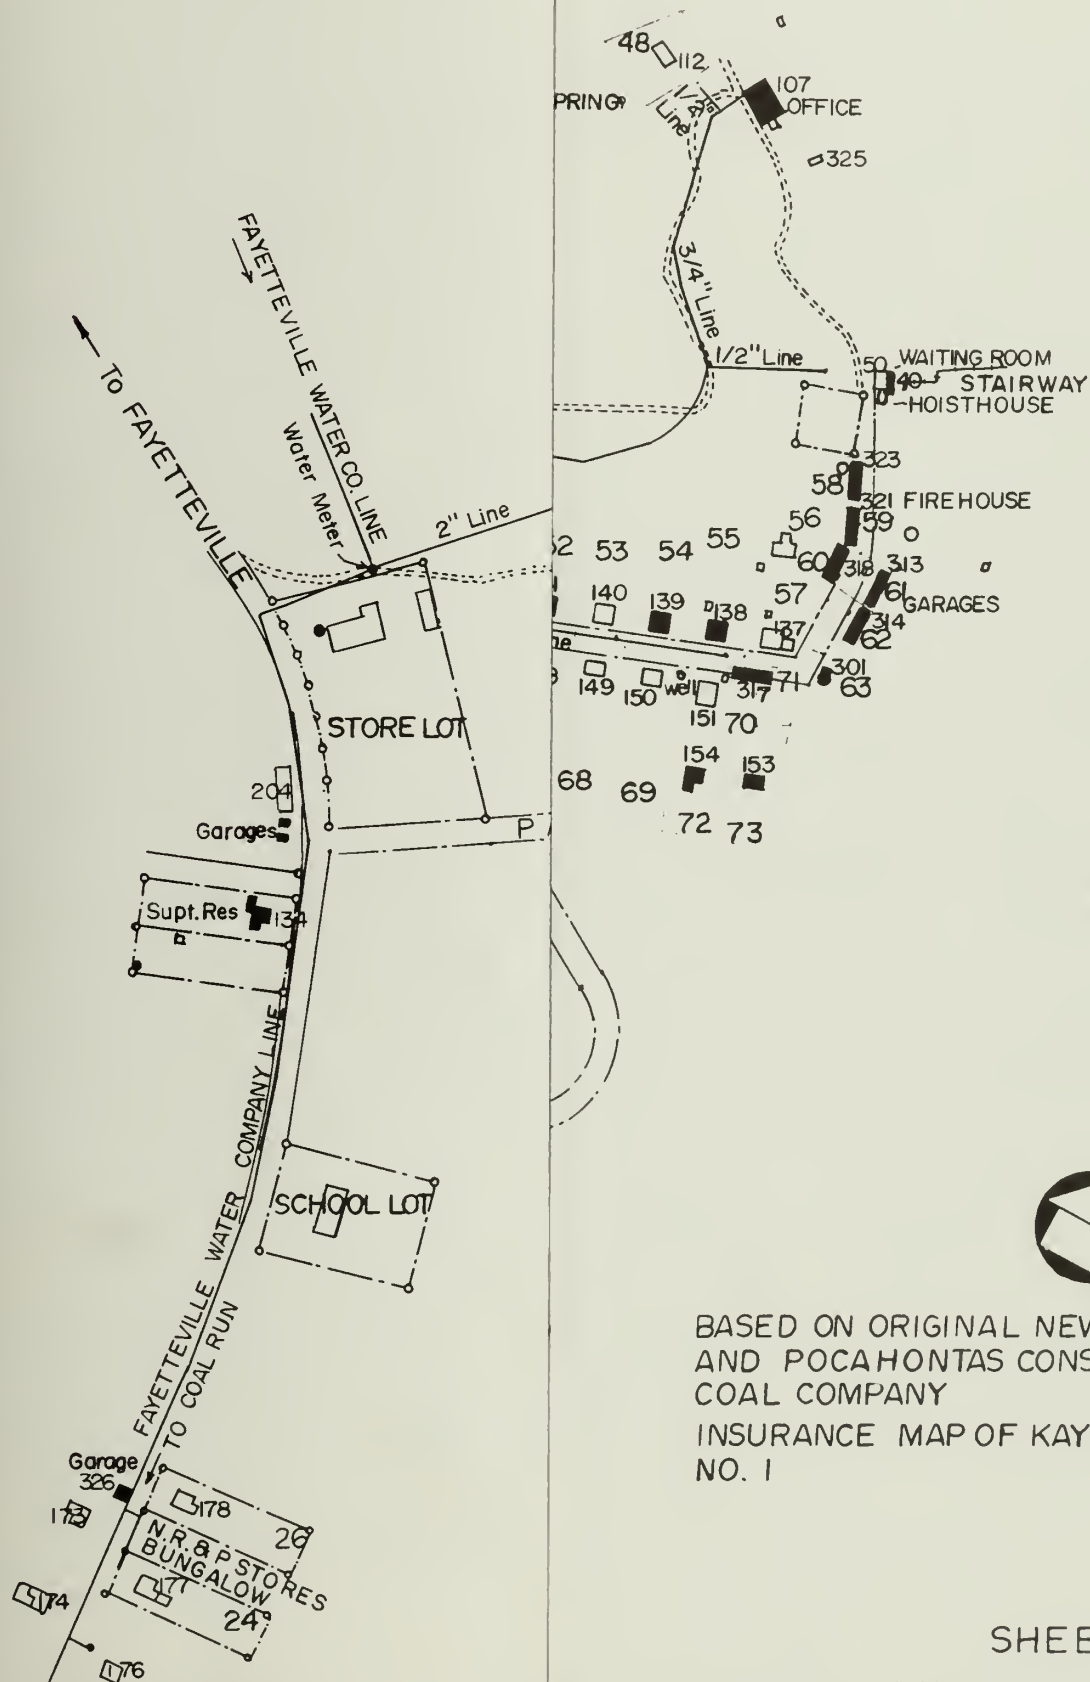 48
112
107
OFFICE
PRING
1/2"
Line
325
FAYETTEVILLE WATER CO. LINE
3/4" Line
To FAYETTEVILLE
Water Meter
1/2" Line
50
WAITING ROOM
40
STAIRWAY
HOISTHOUSE
323
58
321 FIREHOUSE
2" Line
56
59
53
54
55
60
318
313
57
61
GARAGES
140
139
138
137
314
62
301
63
149
150
well
317
71
151
70
STORE LOT
154
153
204
68
69
Garages
P
72
73
Supt. Res
134
FAYETTEVILLE WATER COMPANY LINE
SCHOOL LOT
TO COAL RUN
BASED ON ORIGINAL NEW
AND POCAHONTAS CONS
COAL COMPANY
INSURANCE MAP OF KAY
NO. 1
Garage
326
173
178
26
N.R. & P STORES
BUNGALOW
177
174
24
176
SHEE